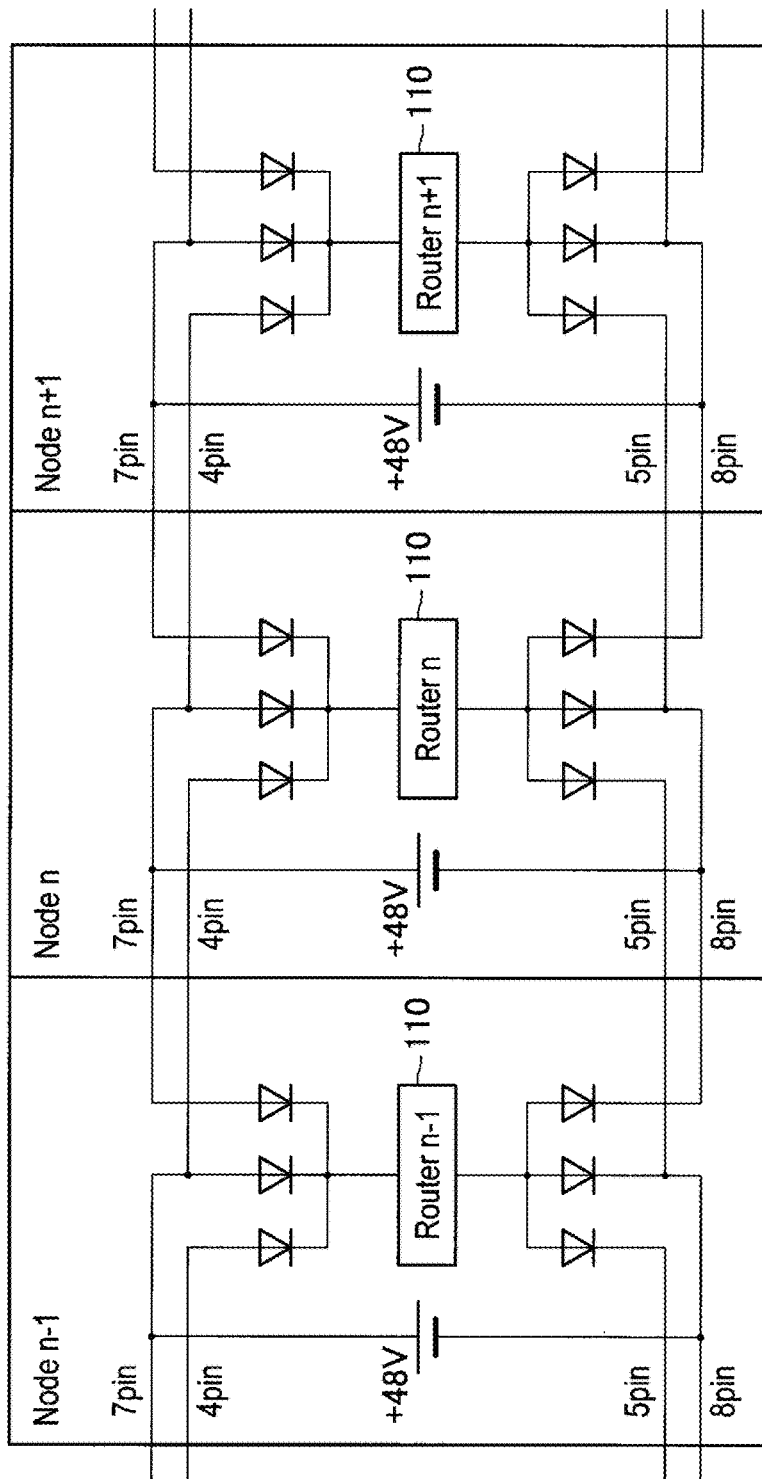 Node n-1
7pin
4pin
+48V
Router n-1
110
5pin
8pin
Node n
7pin
4pin
+48V
Router n
110
5pin
8pin
Node n+1
7pin
4pin
+48V
Router n+1
110
5pin
8pin